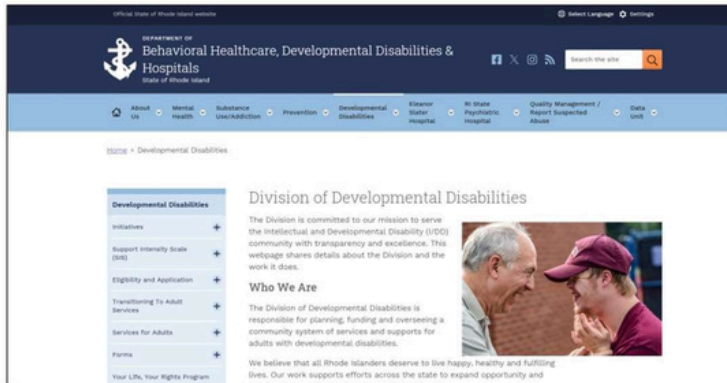 Official State of Rhode Island website
Select Language Settings
DEPARTMENT OF
Behavioral Healthcare, Developmental Disabilities &
Hospitals
State of Rhode Island
Search the site
About Us
Mental Health
Substance Use/Addiction
Prevention
Developmental Disabilities
Eleanor Slater Hospital
RI State Psychiatric Hospital
Quality Management / Report Suspected Abuse
Data Unit
Home » Developmental Disabilities
Developmental Disabilities
Initiatives
Support Intensity Scale
(SIS)
Eligibility and Application
Transitioning To Adult
Services
Services for Adults
Forms
Your Life, Your Rights Program
Division of Developmental Disabilities
The Division is committed to our mission to serve
the Intellectual and Developmental Disability (I/DD)
community with transparency and excellence. This
webpage shares details about the Division and the
work it does.
Who We Are
The Division of Developmental Disabilities is
responsible for planning, funding and overseeing a
community system of services and supports for
adults with developmental disabilities.
We believe that all Rhode Islanders deserve to live happy, healthy and fulfilling
lives. Our work supports efforts across the state to expand opportunity and